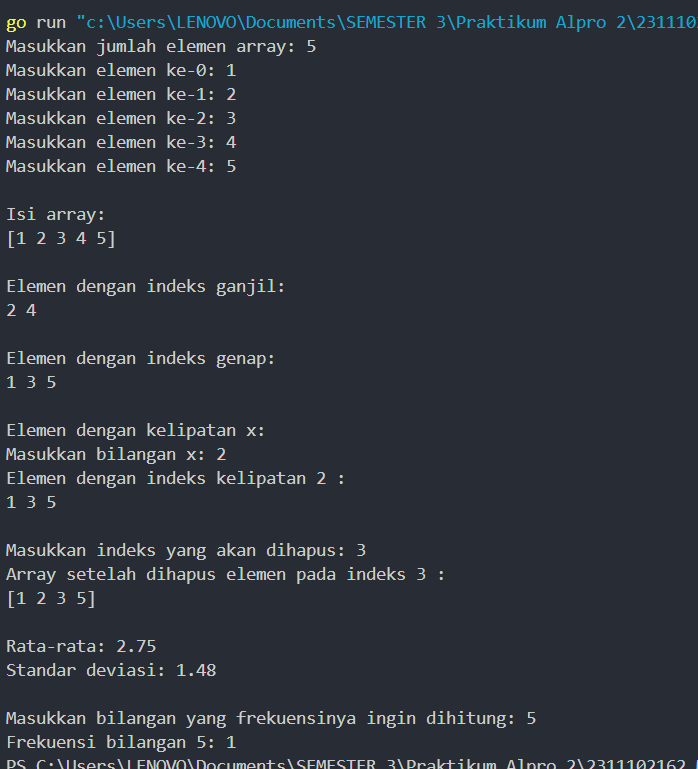 go run "c:\Users\LENOVO\Documents\SEMESTER 3\Praktikum Alpro 2\231110
Masukkan jumlah elemen array: 5
Masukkan elemen ke-0: 1
Masukkan elemen ke-1: 2
Masukkan elemen ke-2: 3
Masukkan elemen ke-3: 4
Masukkan elemen ke-4: 5
Isi array:
[1 2 3 4 5]
Elemen dengan indeks ganjil:
2 4
Elemen dengan indeks genap:
1 3 5
Elemen dengan kelipatan x:
Masukkan bilangan x: 2
Elemen dengan indeks kelipatan 2 :
1 3 5
Masukkan indeks yang akan dihapus: 3
Array setelah dihapus elemen pada indeks 3 :
[1 2 3 5]
Rata-rata: 2.75
Standar deviasi: 1.48
Masukkan bilangan yang frekuensinya ingin dihitung: 5
Frekuensi bilangan 5: 1
PS C:\Users\LENOVO\Documents\SEMESTER 3\Praktikum Alpro 2\2311102162